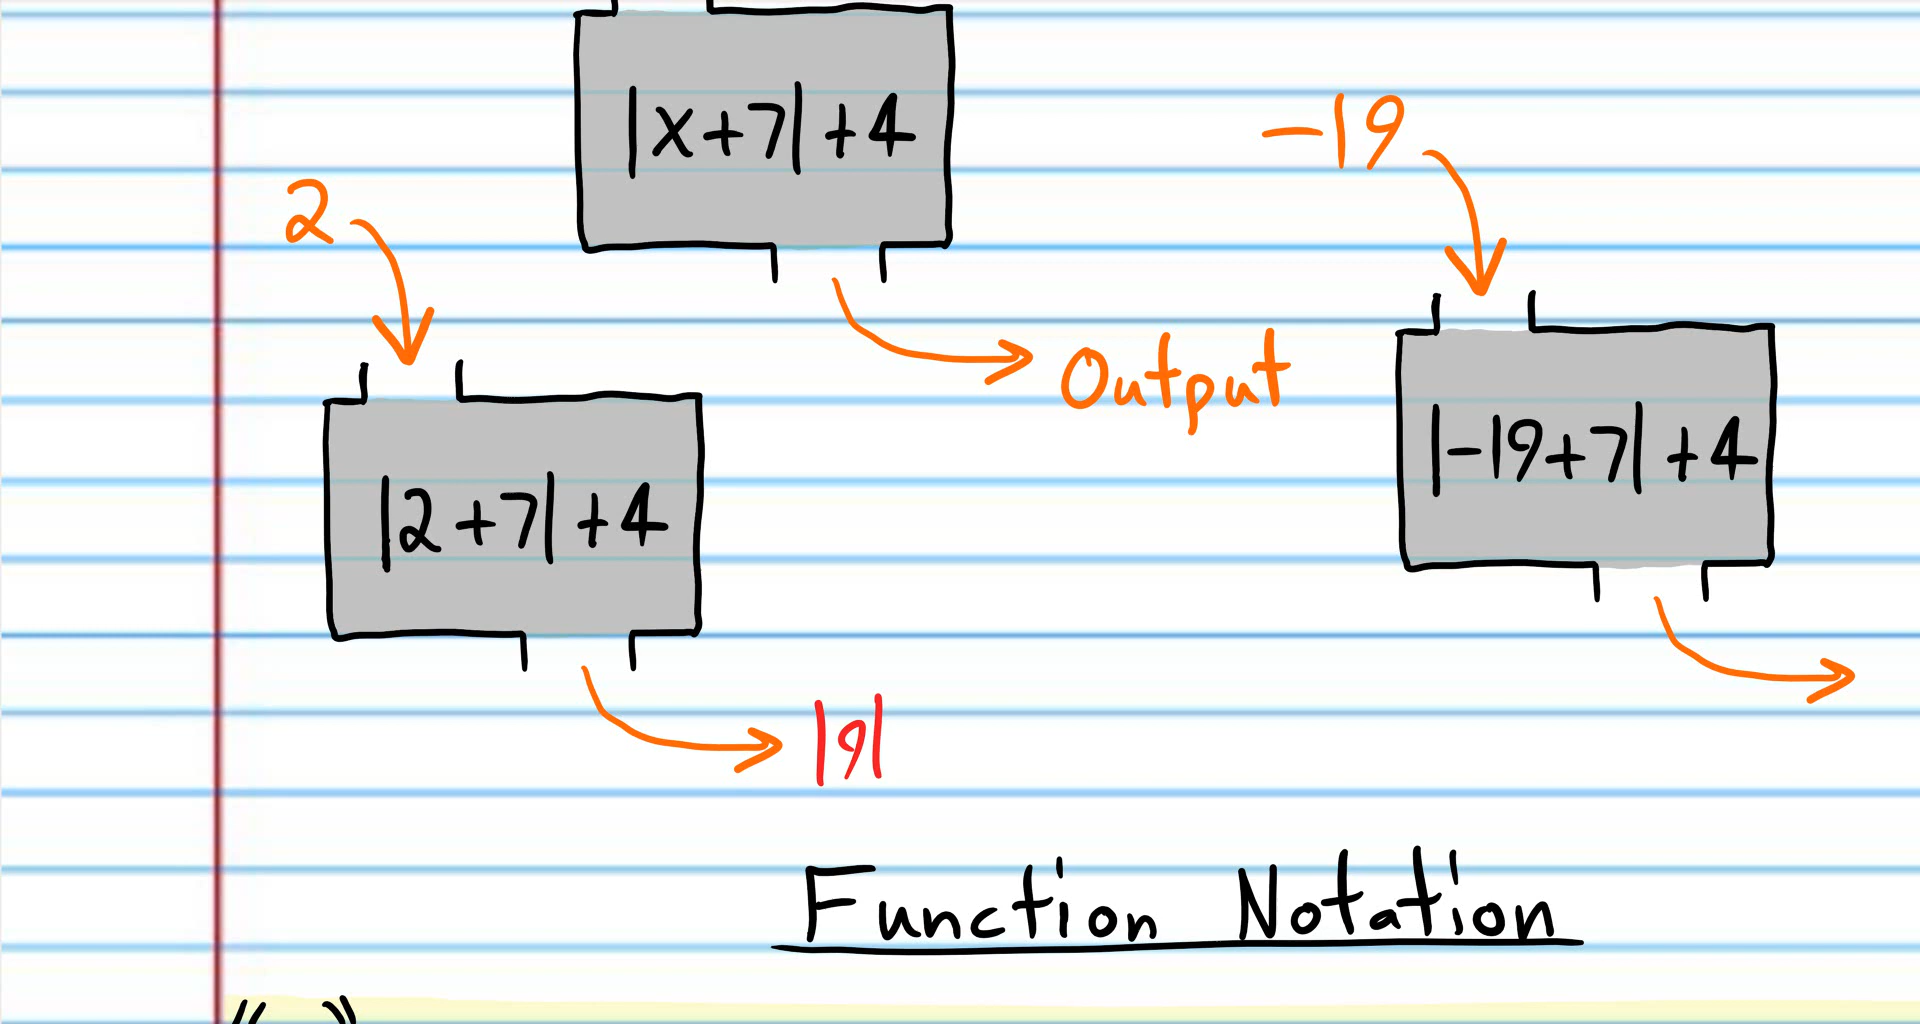 |x+7|+4
-19
2
Output
|-19+7|+4
|2+7|+4
|9|
Function Notation